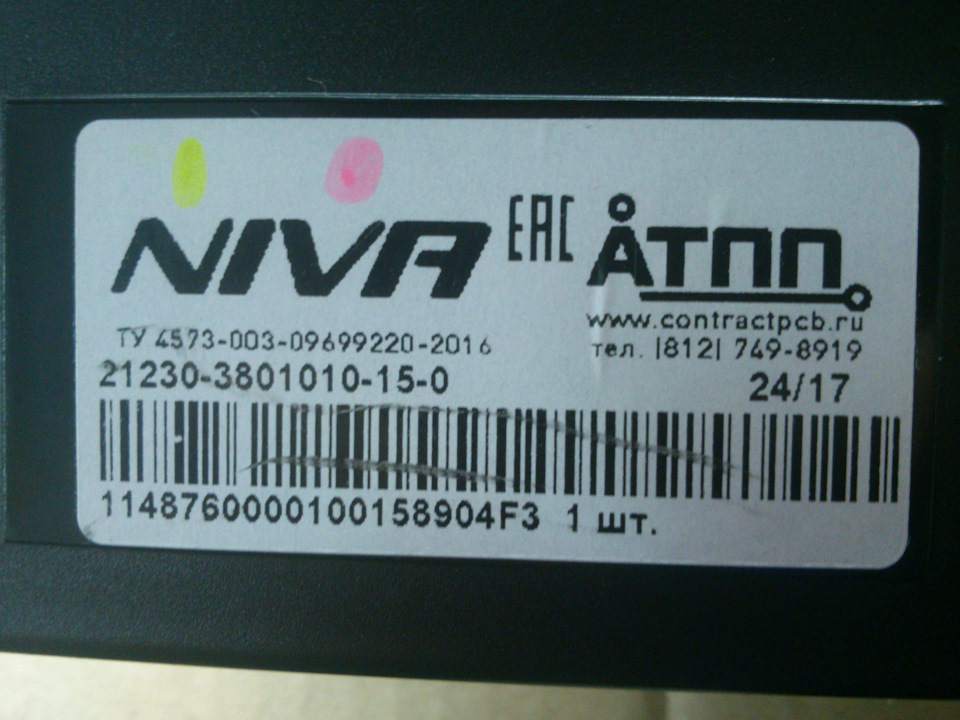 NIVA
EAC
АТПП
www.contractpcb.ru
ТУ 4573-003-09699220-2016
тел. |812| 749-8919
21230-3801010-15-0
24/17
1148760000100158904F3 1 шт.